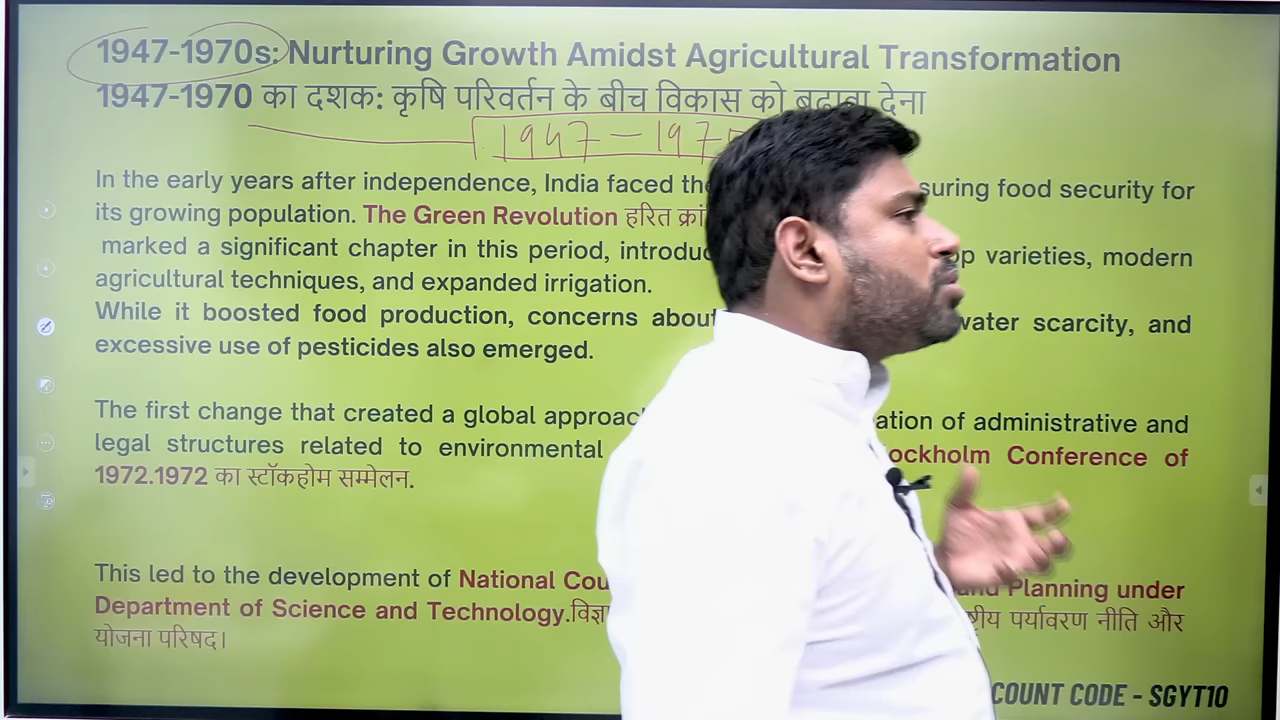 1947-1970s: Nurturing Growth Amidst Agricultural Transformation
1947-1970 का दशक: कृषि परिवर्तन के बीच विकास को बढ़ावा देना
1947 - 197
In the early years after independence, India faced the suring food security for
its growing population. The Green Revolution हरित क्रां
marked a significant chapter in this period, introduc op varieties, modern
agricultural techniques, and expanded irrigation.
While it boosted food production, concerns about water scarcity, and
excessive use of pesticides also emerged.
The first change that created a global approac ation of administrative and
legal structures related to environmental ockholm Conference of
1972.1972 का स्टॉकहोम सम्मेलन.
This led to the development of National Cou and Planning under
Department of Science and Technology.विज्ञा ष्ट्रीय पर्यावरण नीति और
योजना परिषद।
COUNT CODE - SGYT10